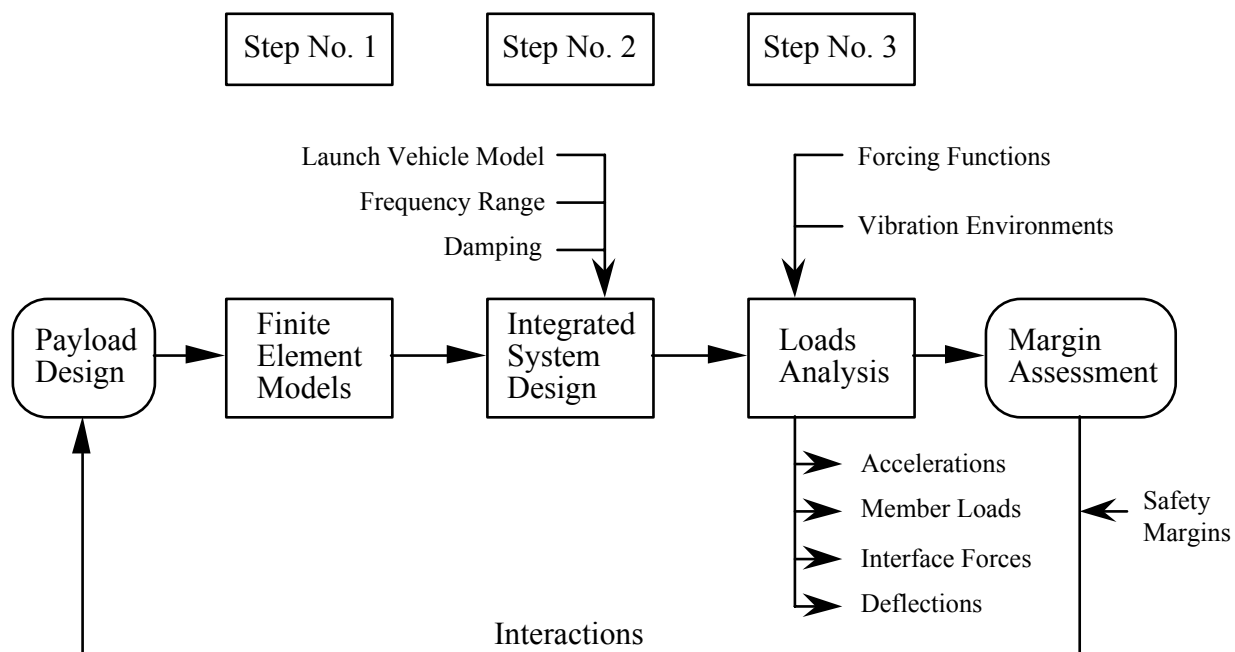 Step No. 1
Step No. 2
Step No. 3
Launch Vehicle Model
Frequency Range
Damping
Forcing Functions
Vibration Environments
Payload
Design
Finite
Element
Models
Integrated
System
Design
Loads
Analysis
Margin
Assessment
Accelerations
Member Loads
Interface Forces
Deflections
Safety
Margins
Interactions